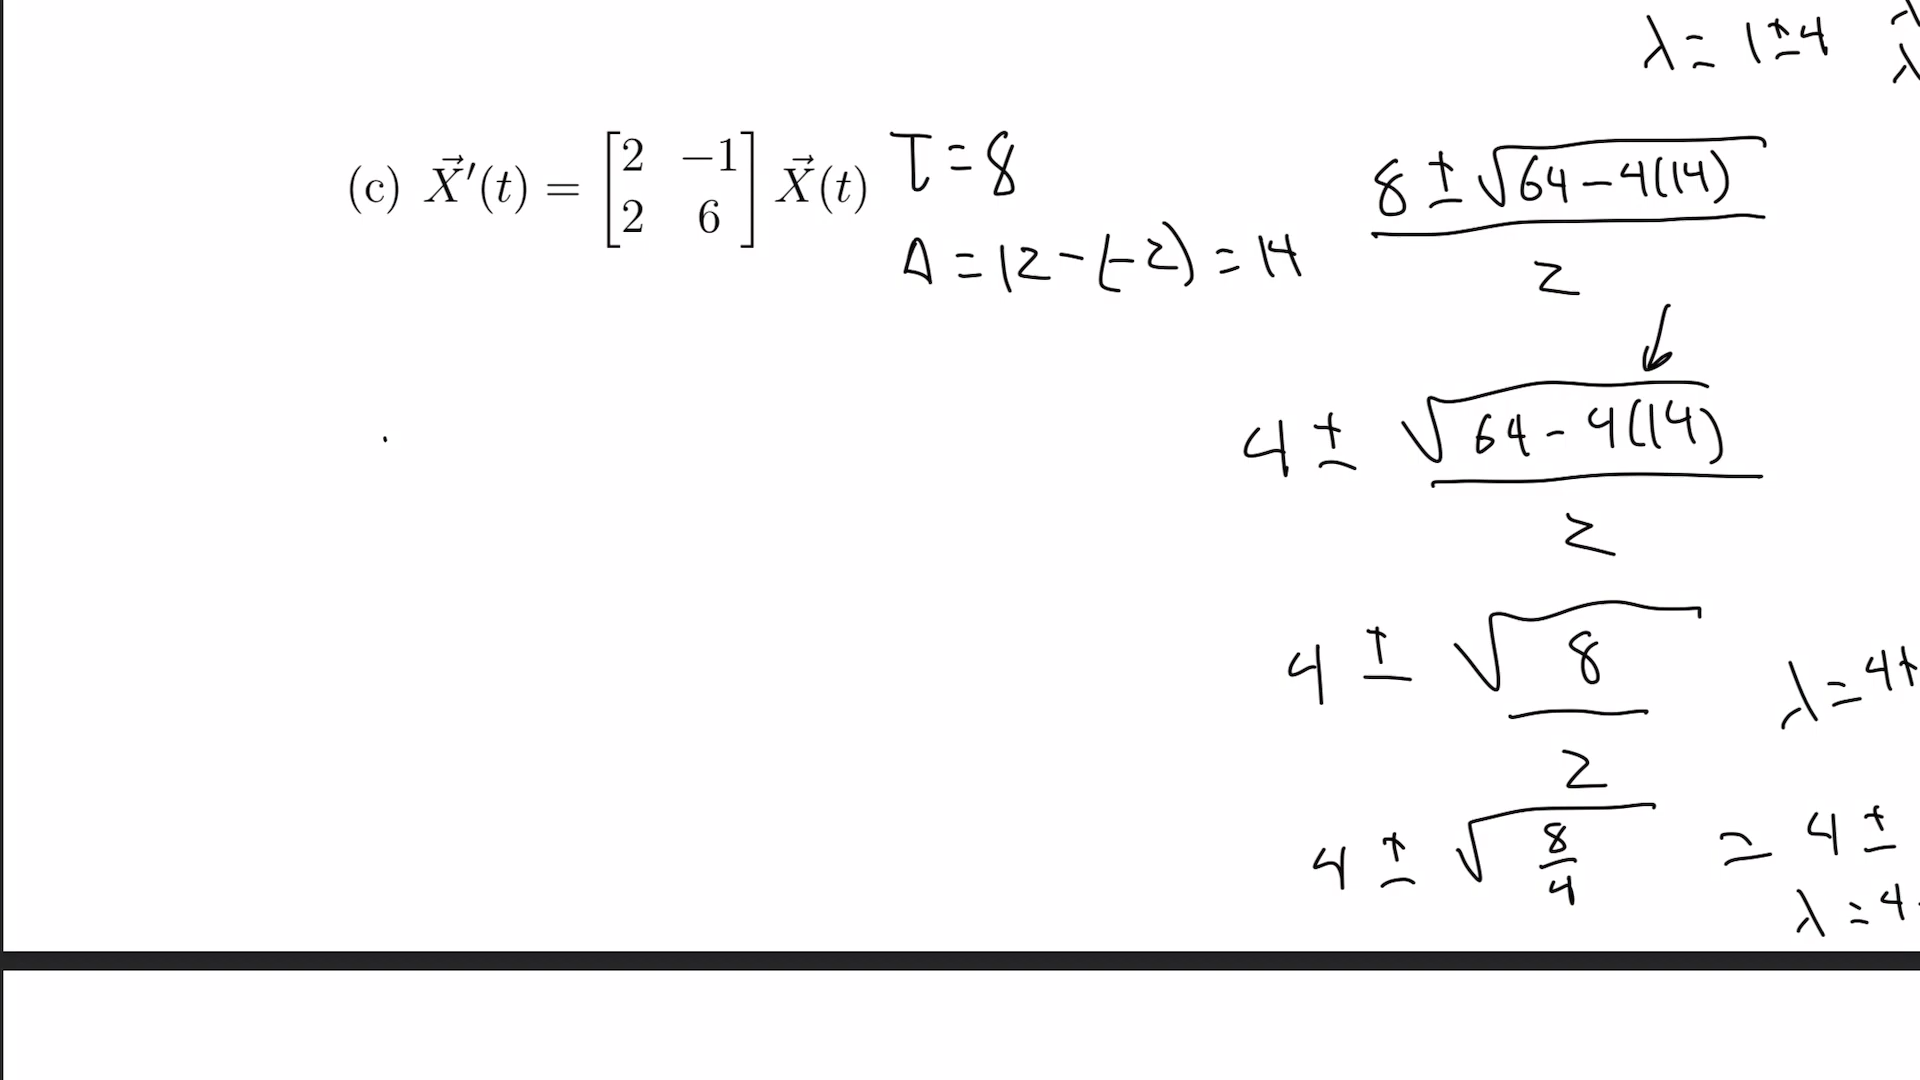 λ = 1 ± 4 λ
λ
(c) X⃗′(t) = [2 −1; 2 6] X⃗(t) T = 8
Δ = 12 - (-2) = 14
8 ± √64 - 4(14)
2
4 ± √64 - 4(14)
2
4 ± √8
2
λ = 4 +
4 ± √8/4 = 4 ±
λ = 4